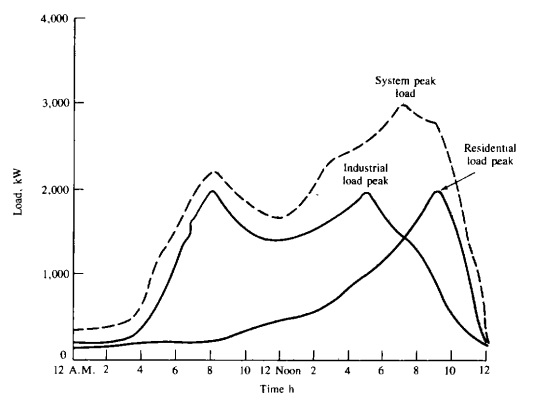 4,000
System peak
load
3,000
Residential
load peak
Industrial
load peak
Load, kW
2,000
1,000
0
12 A.M. 2 4 6 8 10 12 Noon 2 4 6 8 10 12
Time h